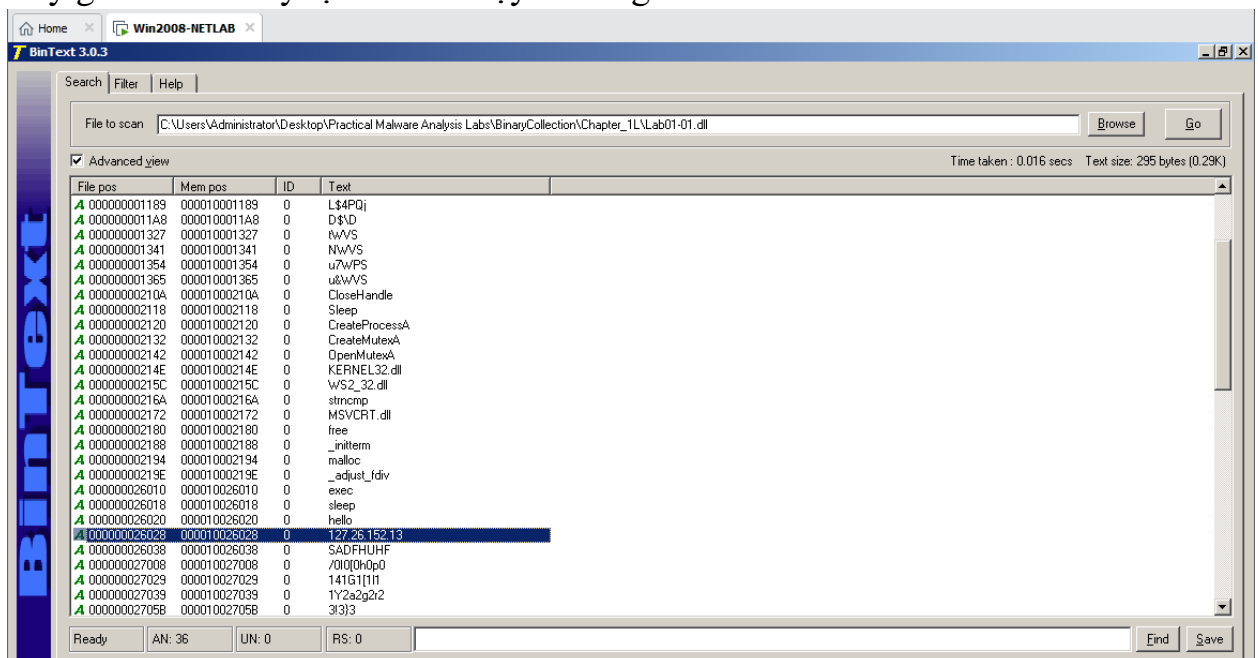 Home × Win2008-NETLAB ×
BinText 3.0.3
Search Filter Help
File to scan C:\Users\Administrator\Desktop\Practical Malware Analysis Labs\BinaryCollection\Chapter_1L\Lab01-01.dll Browse Go
Advanced view Time taken : 0.016 secs Text size: 295 bytes (0.29K)
File pos Mem pos ID Text
A 000000001189 000010001189 0 L$4PQj
A 0000000011A8 0000100011A8 0 D$\D
A 000000001327 000010001327 0 tWVS
A 000000001341 000010001341 0 NWVS
A 000000001354 000010001354 0 u7WPS
A 000000001365 000010001365 0 u&WVS
A 00000000210A 00001000210A 0 CloseHandle
A 000000002118 000010002118 0 Sleep
A 000000002120 000010002120 0 CreateProcessA
A 000000002132 000010002132 0 CreateMutexA
A 000000002142 000010002142 0 OpenMutexA
A 00000000214E 00001000214E 0 KERNEL32.dll
A 00000000215C 00001000215C 0 WS2_32.dll
A 00000000216A 00001000216A 0 strncmp
A 000000002172 000010002172 0 MSVCRT.dll
A 000000002180 000010002180 0 free
A 000000002188 000010002188 0 _initterm
A 000000002194 000010002194 0 malloc
A 00000000219E 00001000219E 0 _adjust_fdiv
A 000000026010 000010026010 0 exec
A 000000026018 000010026018 0 sleep
A 000000026020 000010026020 0 hello
A 000000026028 000010026028 0 127.26.152.13
A 000000026038 000010026038 0 SADFHUHF
A 000000027008 000010027008 0 /0I0[0h0p0
A 000000027029 000010027029 0 141G1[1l1
A 000000027039 000010027039 0 1Y2a2g2r2
A 00000002705B 00001002705B 0 3!3}3
Ready AN: 36 UN: 0 RS: 0 Find Save
BinText